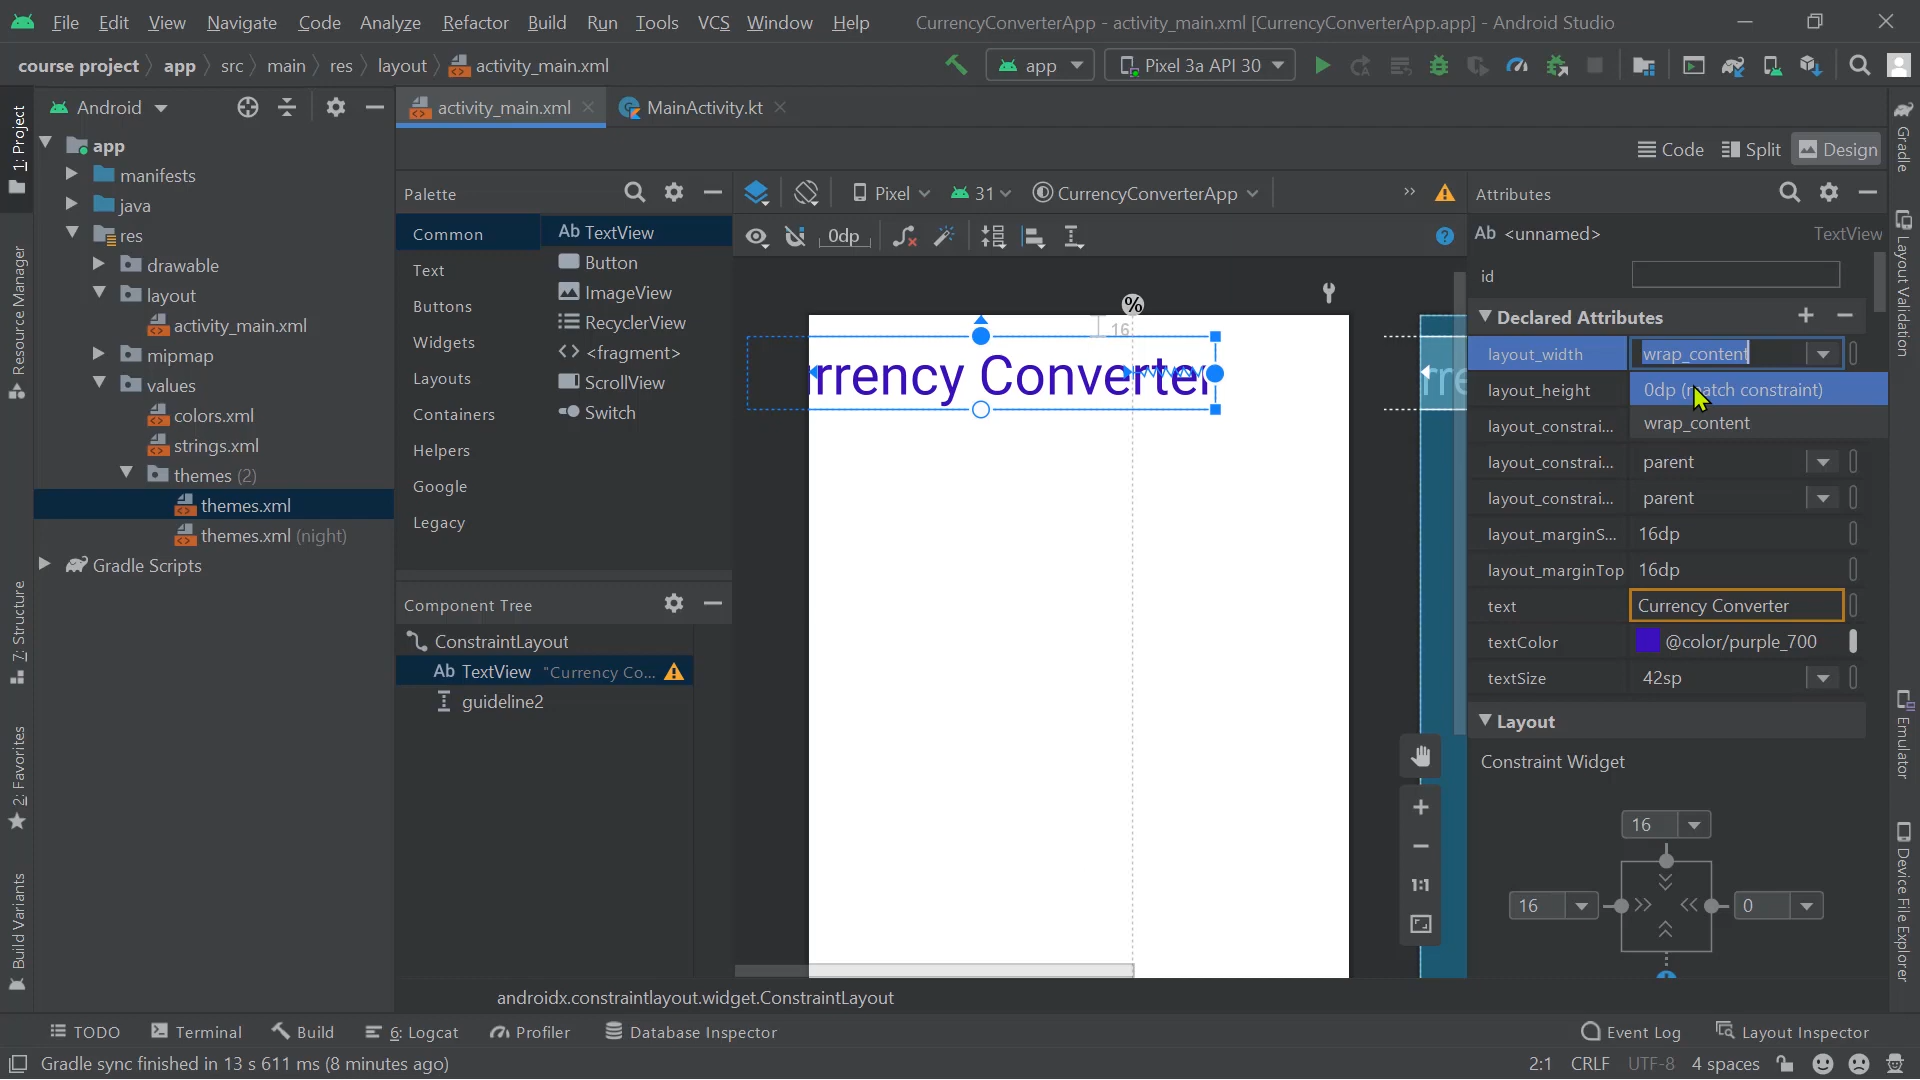 File Edit View Navigate Code Analyze Refactor Build Run Tools VCS Window Help CurrencyConverterApp - activity_main.xml [CurrencyConverterApp.app] - Android Studio
course project app src main res layout activity_main.xml app Pixel 3a API 30
Android
activity_main.xml MainActivity.kt
Code Split Design
1: Project
Resource Manager
7: Structure
2: Favorites
Build Variants
app
manifests
java
res
drawable
layout
activity_main.xml
mipmap
values
colors.xml
strings.xml
themes (2)
themes.xml
themes.xml (night)
Gradle Scripts
Palette
Common
Text
Buttons
Widgets
Layouts
Containers
Helpers
Google
Legacy
Ab TextView
Button
ImageView
RecyclerView
<fragment>
ScrollView
Switch
Component Tree
ConstraintLayout
Ab TextView "Currency Co...
guideline2
Pixel 31 CurrencyConverterApp »
0dp ?
%
16
rrency Converter
rre
1:1
androidx.constraintlayout.widget.ConstraintLayout
Attributes
Ab <unnamed> TextView
id
Declared Attributes
layout_width wrap_content
layout_height 0dp (match constraint)
layout_constrai... wrap_content
layout_constrai... parent
layout_constrai... parent
layout_marginS... 16dp
layout_marginTop 16dp
text Currency Converter
textColor @color/purple_700
textSize 42sp
Layout
Constraint Widget
16
16 0
Gradle
Layout Validation
Emulator
Device File Explorer
TODO Terminal Build 6: Logcat Profiler Database Inspector Event Log Layout Inspector
Gradle sync finished in 13 s 611 ms (8 minutes ago) 2:1 CRLF UTF-8 4 spaces